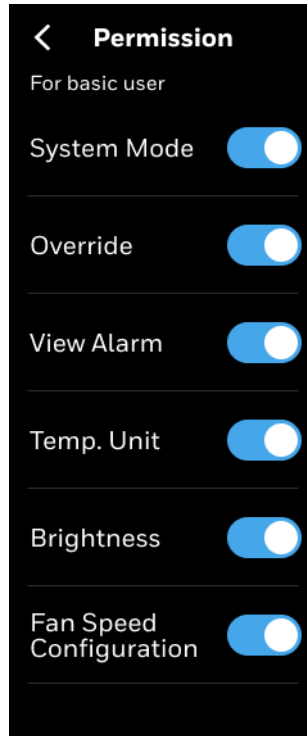 Permission
For basic user
System Mode
Override
View Alarm
Temp. Unit
Brightness
Fan Speed
Configuration